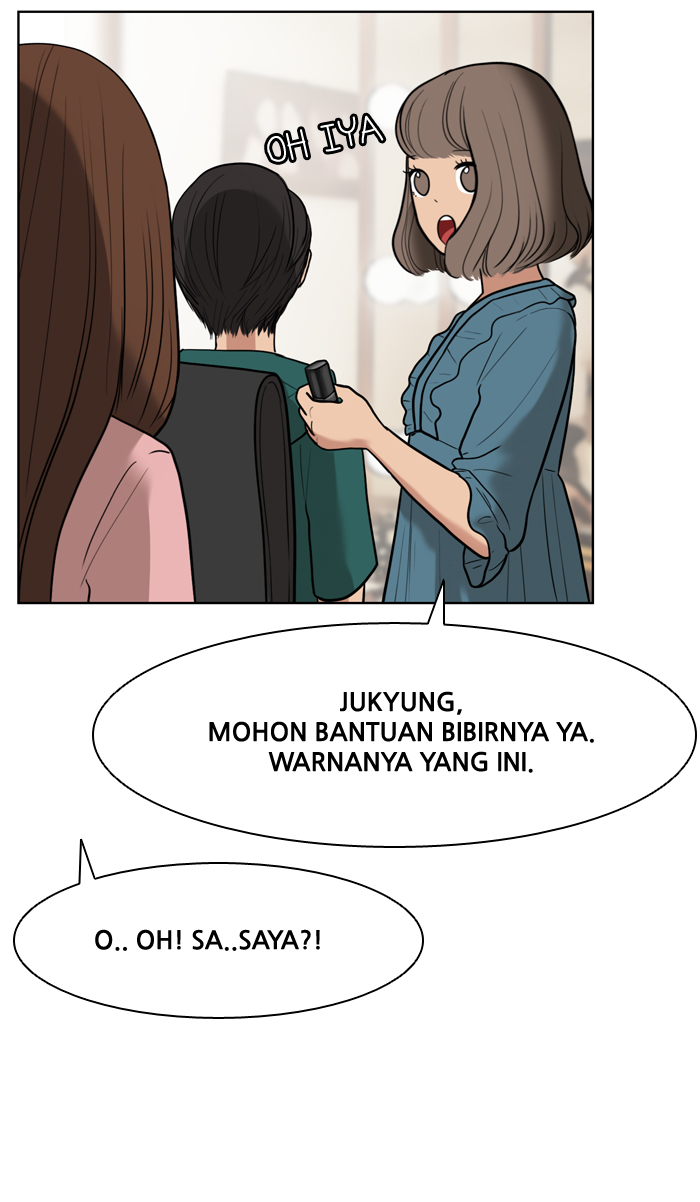 OH IYA
JUKYUNG,
MOHON BANTUAN BIBIRNYA YA.
WARNANYA YANG INI.
O.. OH! SA..SAYA?!